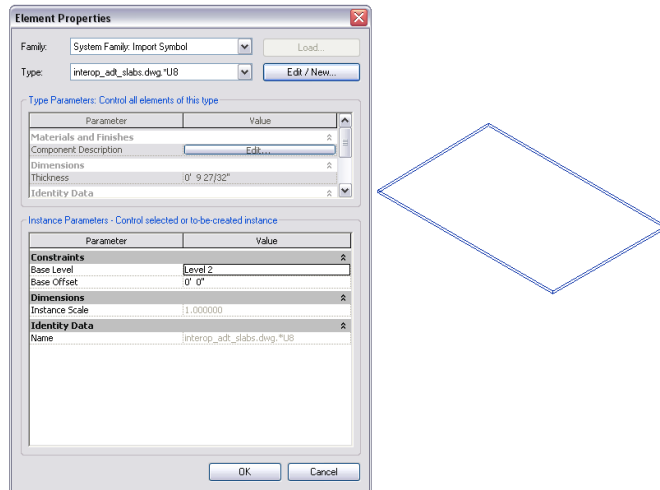 Element Properties
Family: System Family: Import Symbol Load...
Type: interop_adt_slabs.dwg.*U8 Edit / New...
Type Parameters: Control all elements of this type
Parameter Value
Materials and Finishes
Component Description Edit...
Dimensions
Thickness 0' 9 27/32"
Identity Data
Instance Parameters - Control selected or to-be-created instance
Parameter Value
Constraints
Base Level Level 2
Base Offset 0' 0"
Dimensions
Instance Scale 1.000000
Identity Data
Name interop_adt_slabs.dwg.*U8
OK Cancel